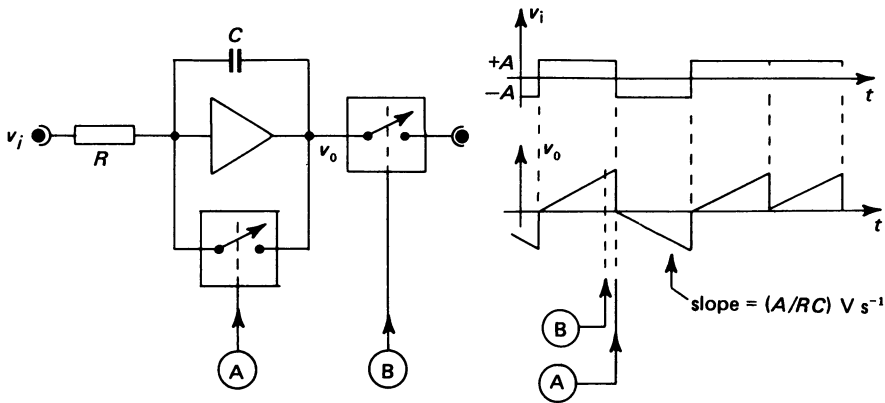 C
v_i
R
v_o
A
B
v_i
+A
−A
t
v_o
t
slope = (A/RC) V s⁻¹
B
A